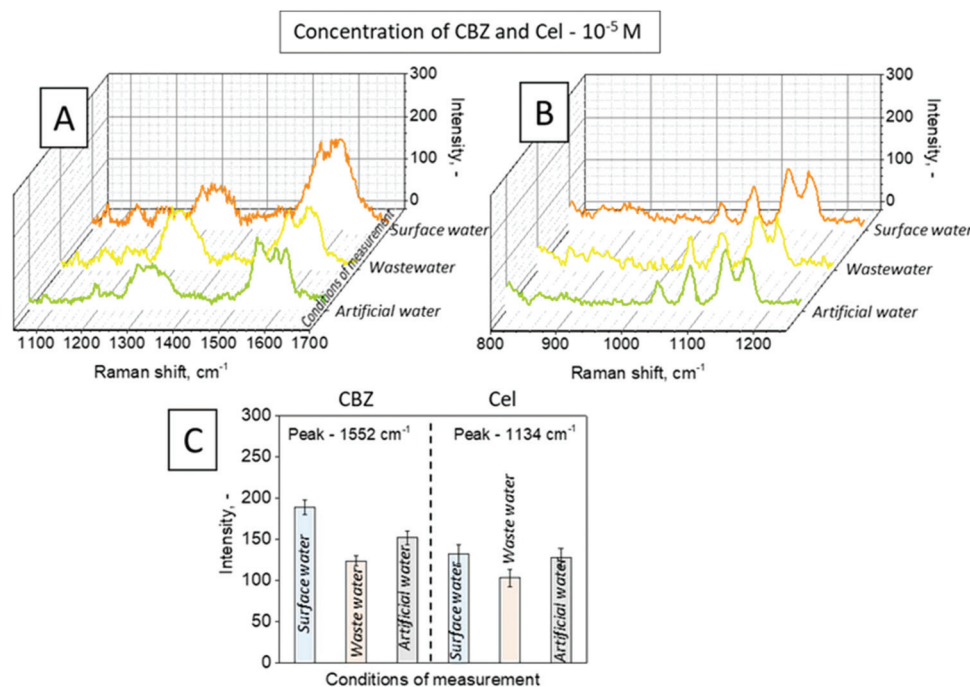 Concentration of CBZ and Cel - 10⁻⁵ M
A
300
200
100
0
Intensity, -
Surface water
Wastewater
Artificial water
Conditions of measurement
1100 1200 1300 1400 1500 1600 1700
Raman shift, cm⁻¹
B
300
200
100
0
Intensity, -
Surface water
Wastewater
Artificial water
800 900 1000 1100 1200
Raman shift, cm⁻¹
C
CBZ Cel
Peak - 1552 cm⁻¹ Peak - 1134 cm⁻¹
300
250
200
150
100
50
0
Intensity, -
Surface water
Waste water
Artificial water
Surface water
Waste water
Artificial water
Conditions of measurement